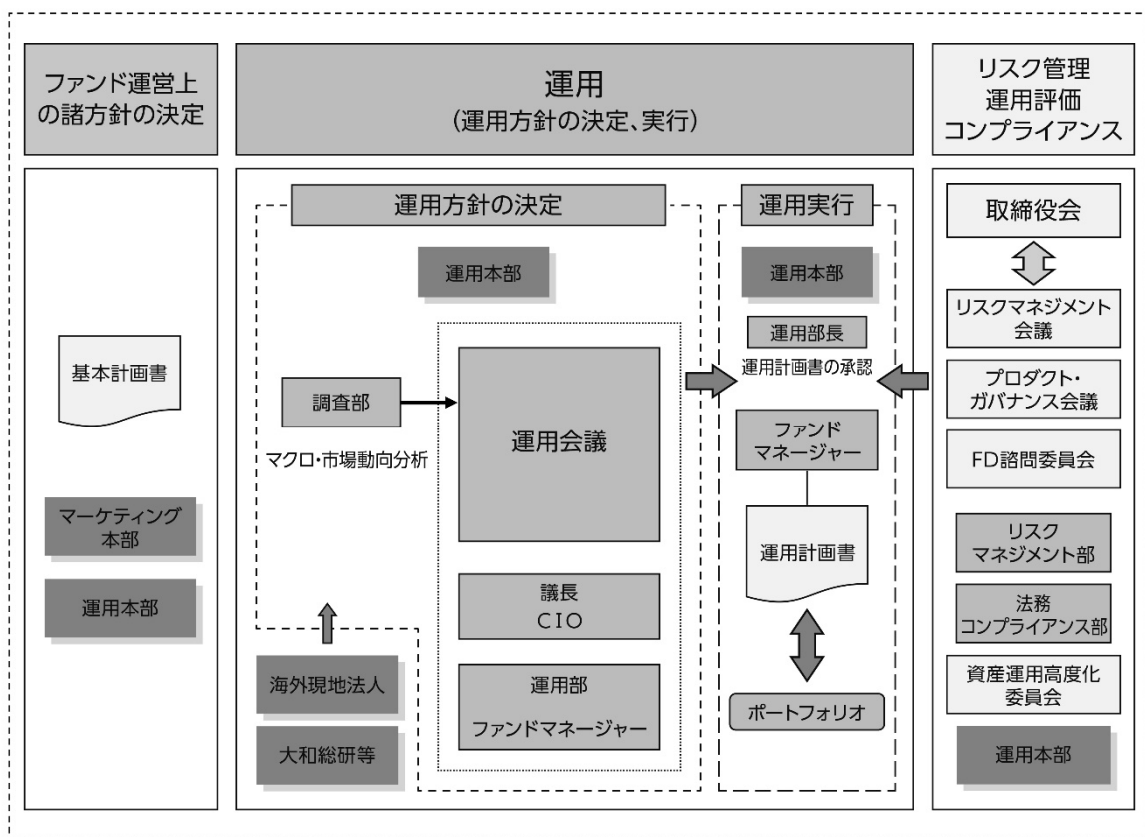 ファンド運営上
の諸方針の決定
基本計画書
マーケティング
本部
運用本部
運用
(運用方針の決定、実行)
運用方針の決定
運用本部
調査部
マクロ・市場動向分析
運用会議
議長
CIO
運用部
ファンドマネージャー
海外現地法人
大和総研等
運用実行
運用本部
運用部長
運用計画書の承認
ファンド
マネージャー
運用計画書
ポートフォリオ
リスク管理
運用評価
コンプライアンス
取締役会
リスクマネジメント
会議
プロダクト・
ガバナンス会議
FD諮問委員会
リスク
マネジメント部
法務
コンプライアンス部
資産運用高度化
委員会
運用本部